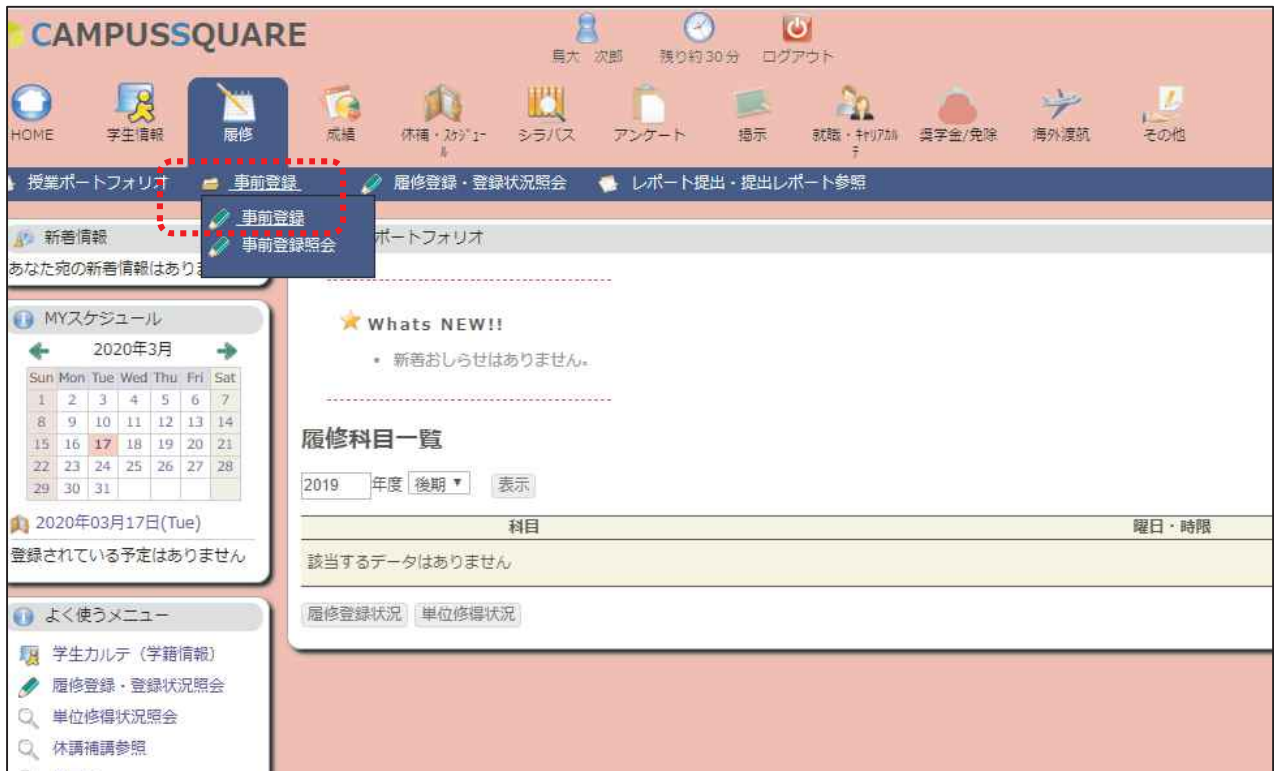 CAMPUSSQUARE
鳥大 次郎
残り約30分
ログアウト
HOME
学生情報
履修
成績
休補・スケジュー
ル
シラバス
アンケート
掲示
就職・キャリアカル
テ
奨学金/免除
海外渡航
その他
授業ポートフォリオ
事前登録
履修登録・登録状況照会
レポート提出・提出レポート参照
事前登録
事前登録照会
新着情報
あなた宛の新着情報はあり
ポートフォリオ
MYスケジュール
2020年3月
Sun Mon Tue Wed Thu Fri Sat
1 2 3 4 5 6 7
8 9 10 11 12 13 14
15 16 17 18 19 20 21
22 23 24 25 26 27 28
29 30 31
2020年03月17日(Tue)
登録されている予定はありません
Whats NEW!!
• 新着おしらせはありません。
履修科目一覧
2019 年度 後期 ▼ 表示
科目 曜日・時限
該当するデータはありません
履修登録状況 単位修得状況
よく使うメニュー
学生カルテ（学籍情報）
履修登録・登録状況照会
単位修得状況照会
休講補講参照